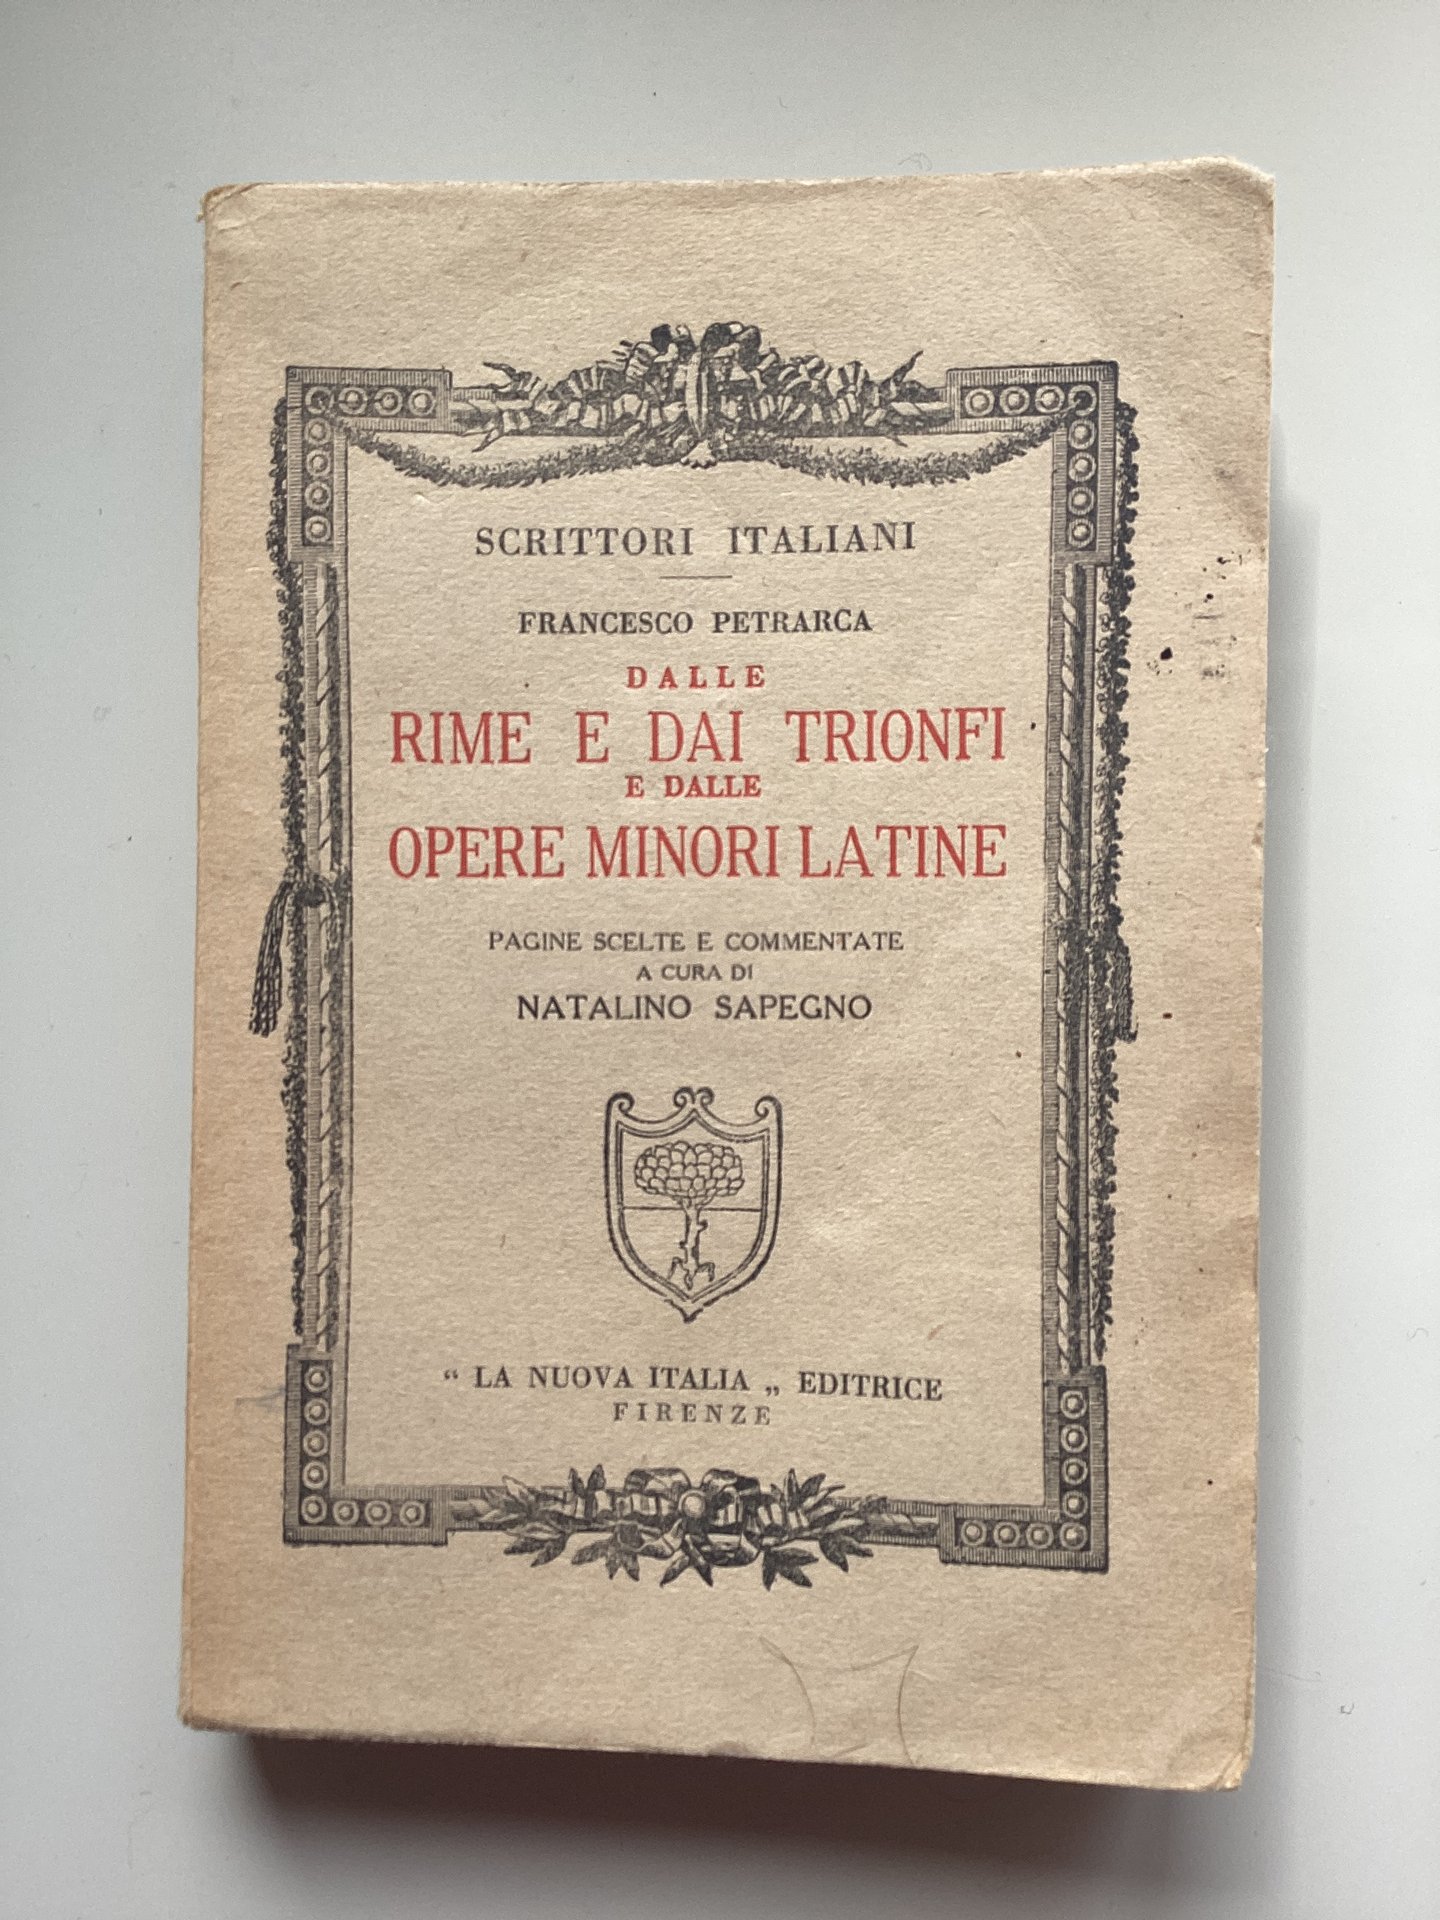 SCRITTORI ITALIANI
FRANCESCO PETRARCA
DALLE
RIME E DAI TRIONFI
E DALLE
OPERE MINORI LATINE
PAGINE SCELTE E COMMENTATE
A CURA DI
NATALINO SAPEGNO
“ LA NUOVA ITALIA „ EDITRICE
FIRENZE